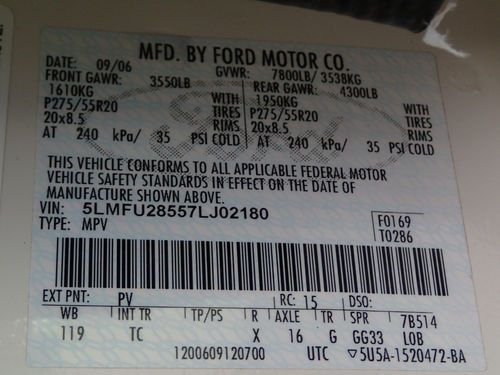 MFD. BY FORD MOTOR CO.
DATE: 09/06 GVWR: 7800LB/ 3538KG
FRONT GAWR: 3550LB REAR GAWR: 4300LB
1610KG WITH 1950KG WITH
P275/55R20 TIRES P275/55R20 TIRES
20x8.5 RIMS 20x8.5 RIMS
AT 240 kPa/ 35 PSI COLD AT 240 kPa/ 35 PSI COLD
THIS VEHICLE CONFORMS TO ALL APPLICABLE FEDERAL MOTOR
VEHICLE SAFETY STANDARDS IN EFFECT ON THE DATE OF
MANUFACTURE SHOWN ABOVE.
VIN: 5LMFU28557LJ02180 F0169
TYPE: MPV T0286
EXT PNT: PV RC: 15 DSO:
WB INT TR TP/PS R AXLE TR SPR 7B514
119 TC X 16 G GG33 LOB
1200609120700 UTC ▽5U5A-1520472-BA